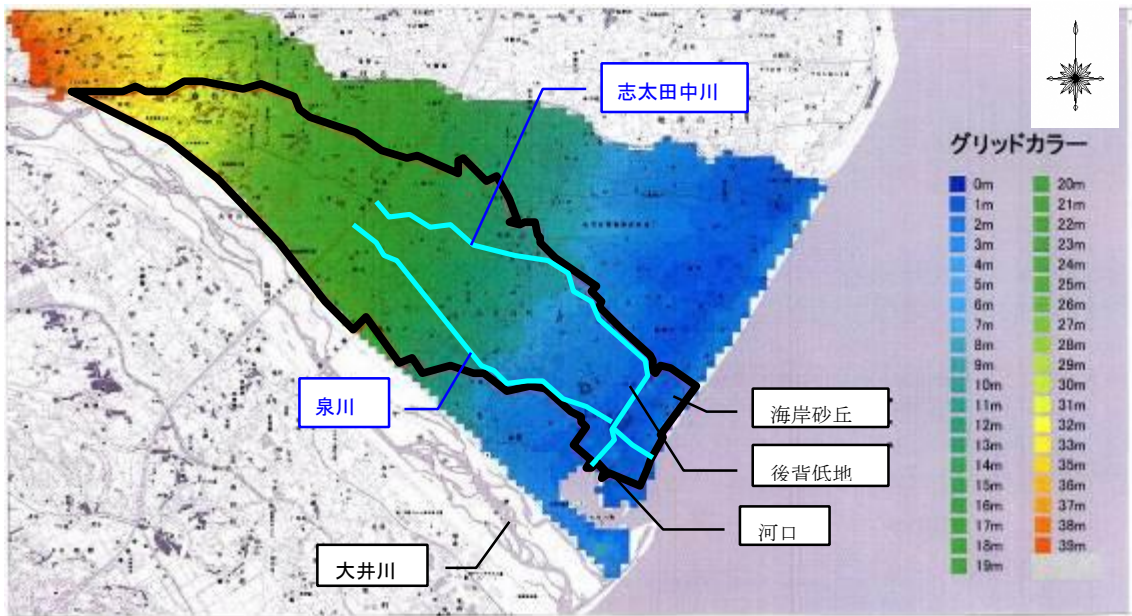 志太田中川
グリッドカラー
0m 20m
1m 21m
2m 22m
3m 23m
4m 24m
5m 25m
6m 26m
7m 27m
8m 28m
9m 29m
10m 30m
11m 31m
12m 32m
13m 33m
14m 35m
15m 36m
16m 37m
17m 38m
18m 39m
19m
泉川
海岸砂丘
後背低地
河口
大井川